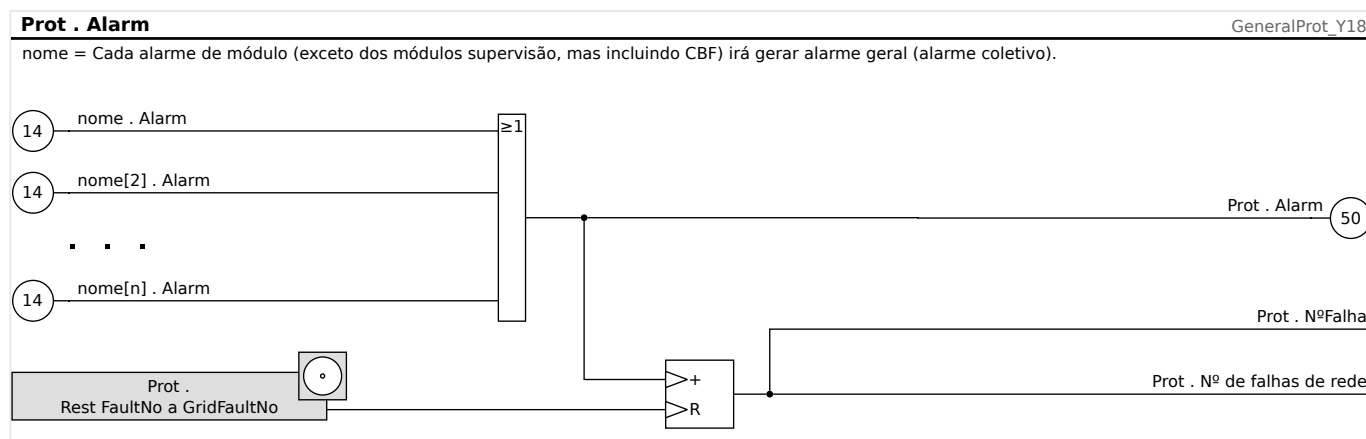 Prot . Alarm
GeneralProt_Y18
nome = Cada alarme de módulo (exceto dos módulos supervisão, mas incluindo CBF) irá gerar alarme geral (alarme coletivo).
14
nome . Alarm
≥1
14
nome[2] . Alarm
Prot . Alarm
50
. . .
14
nome[n] . Alarm
Prot . NºFalha
Prot .
Rest FaultNo a GridFaultNo
+
R
Prot . Nº de falhas de rede